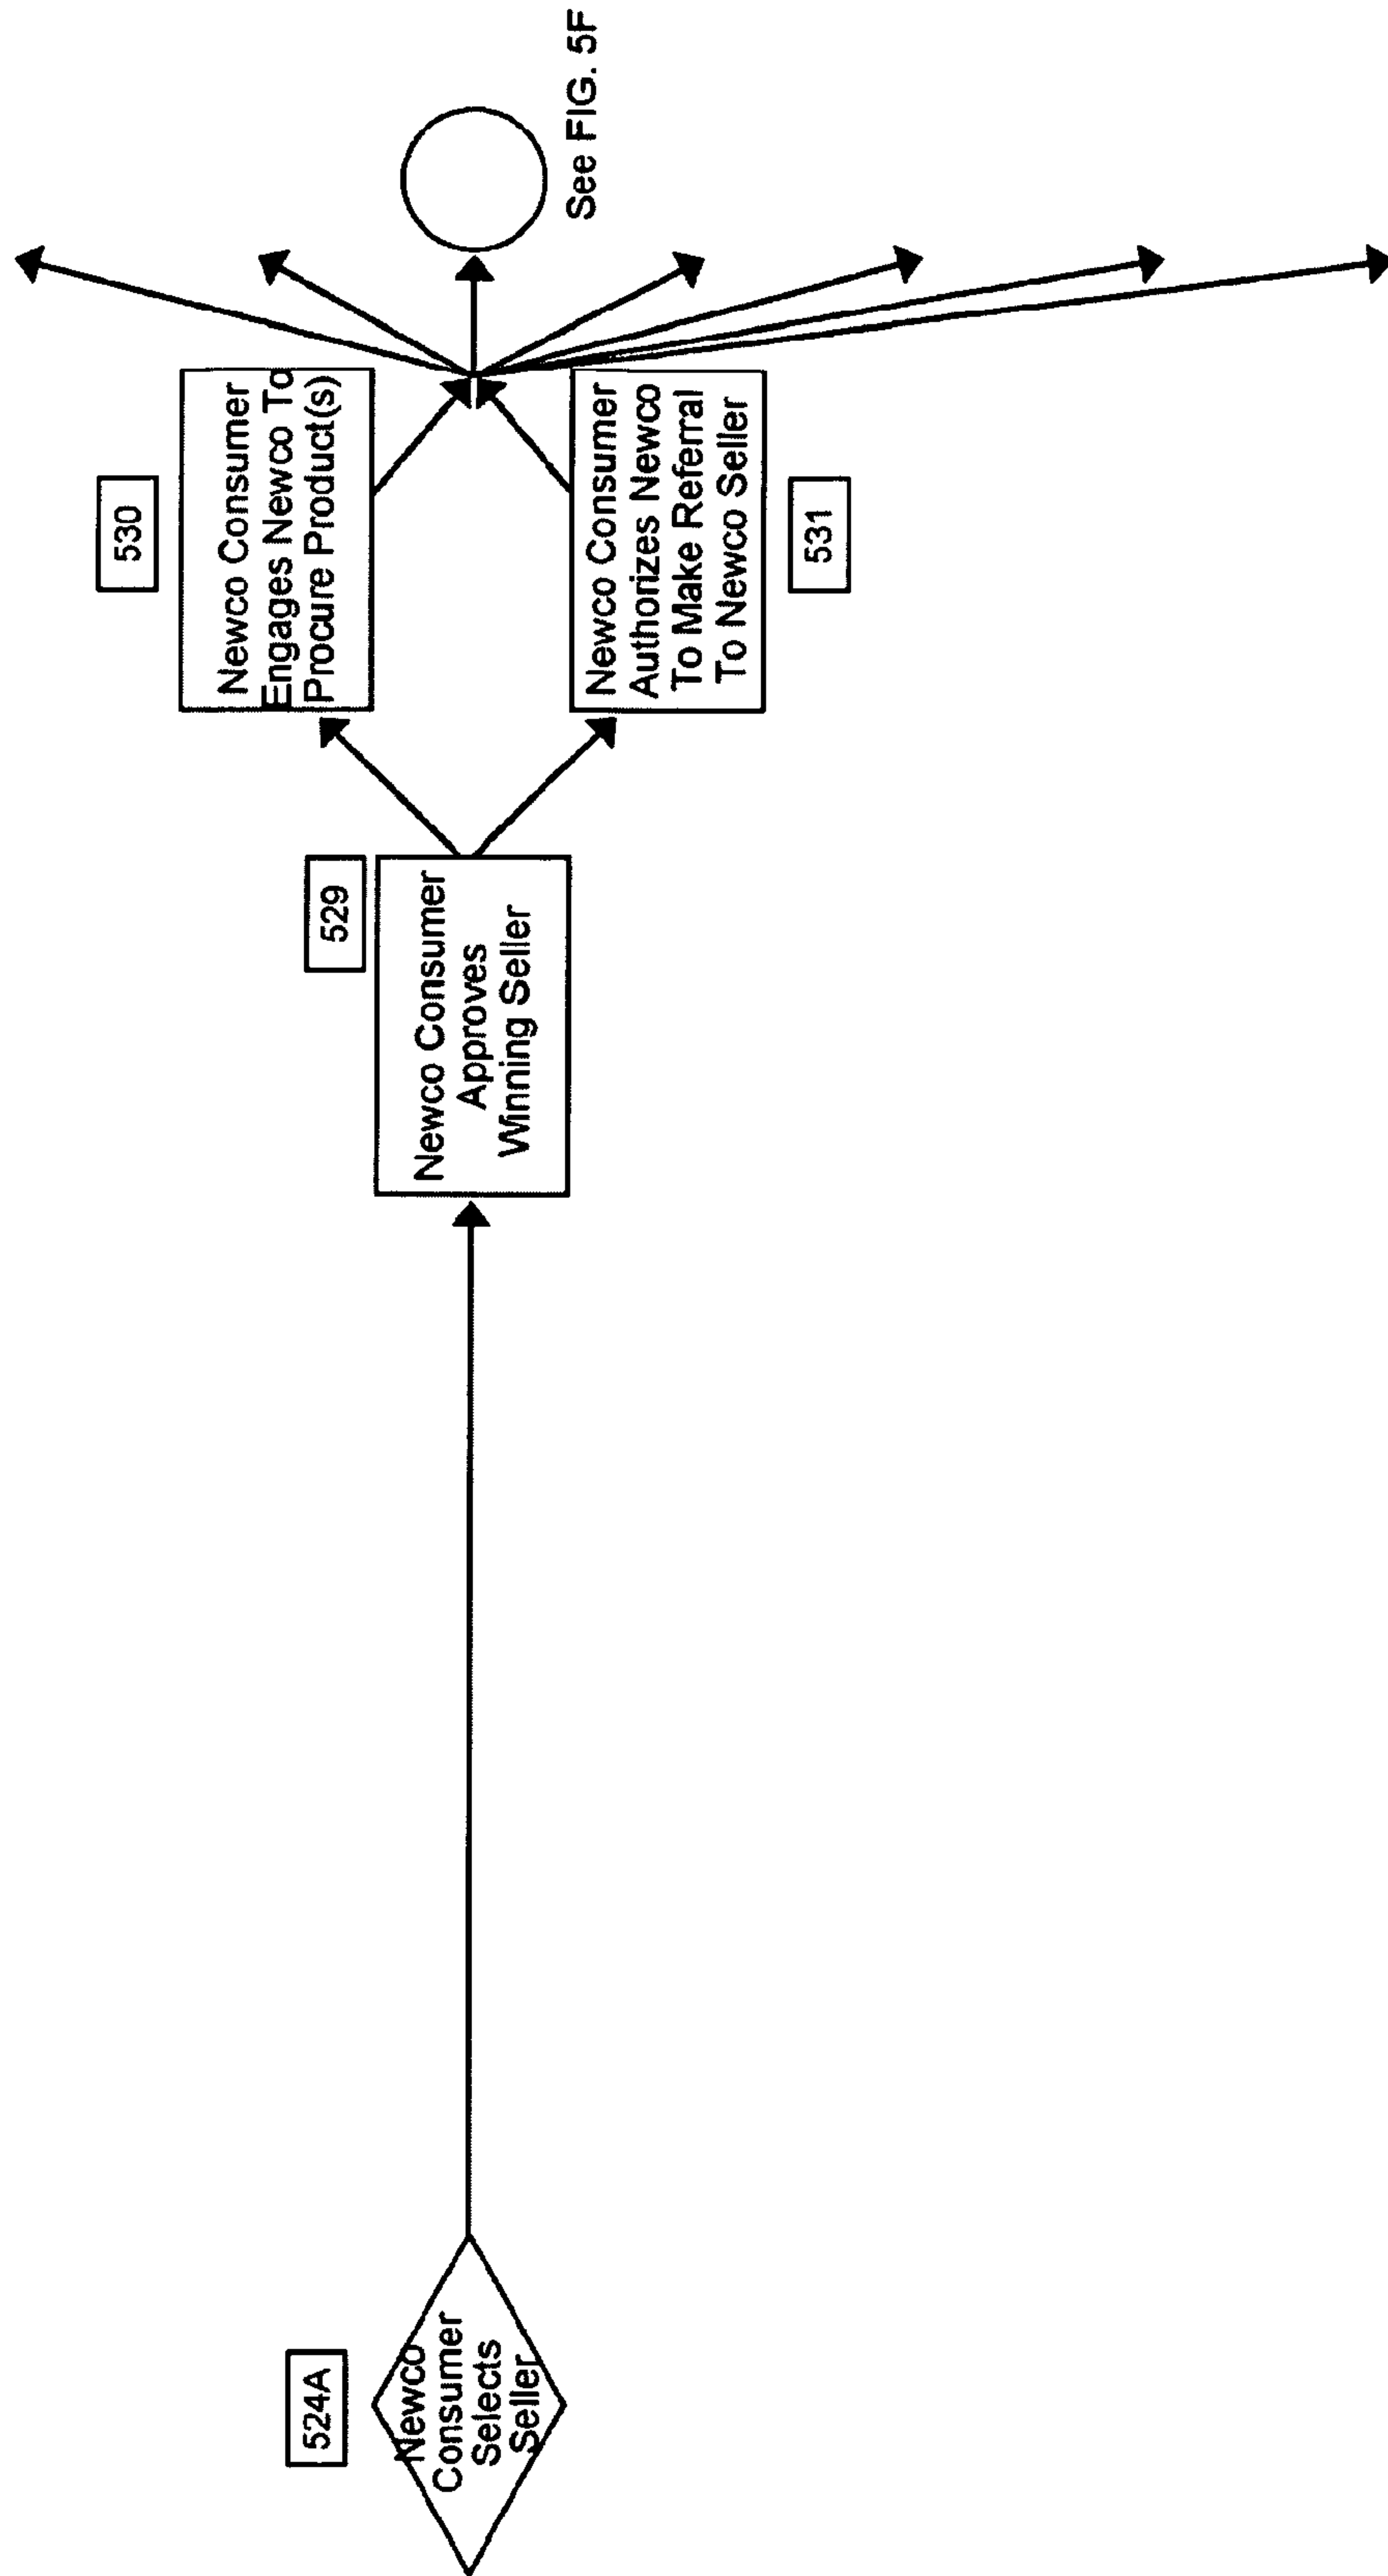 524A
Newco
Consumer
Selects
Seller
529
Newco Consumer
Approves
Winning Seller
530
Newco Consumer
Engages Newco To
Procure Product(s)
Newco Consumer
Authorizes Newco
To Make Referral
To Newco Seller
531
See FIG. 5F